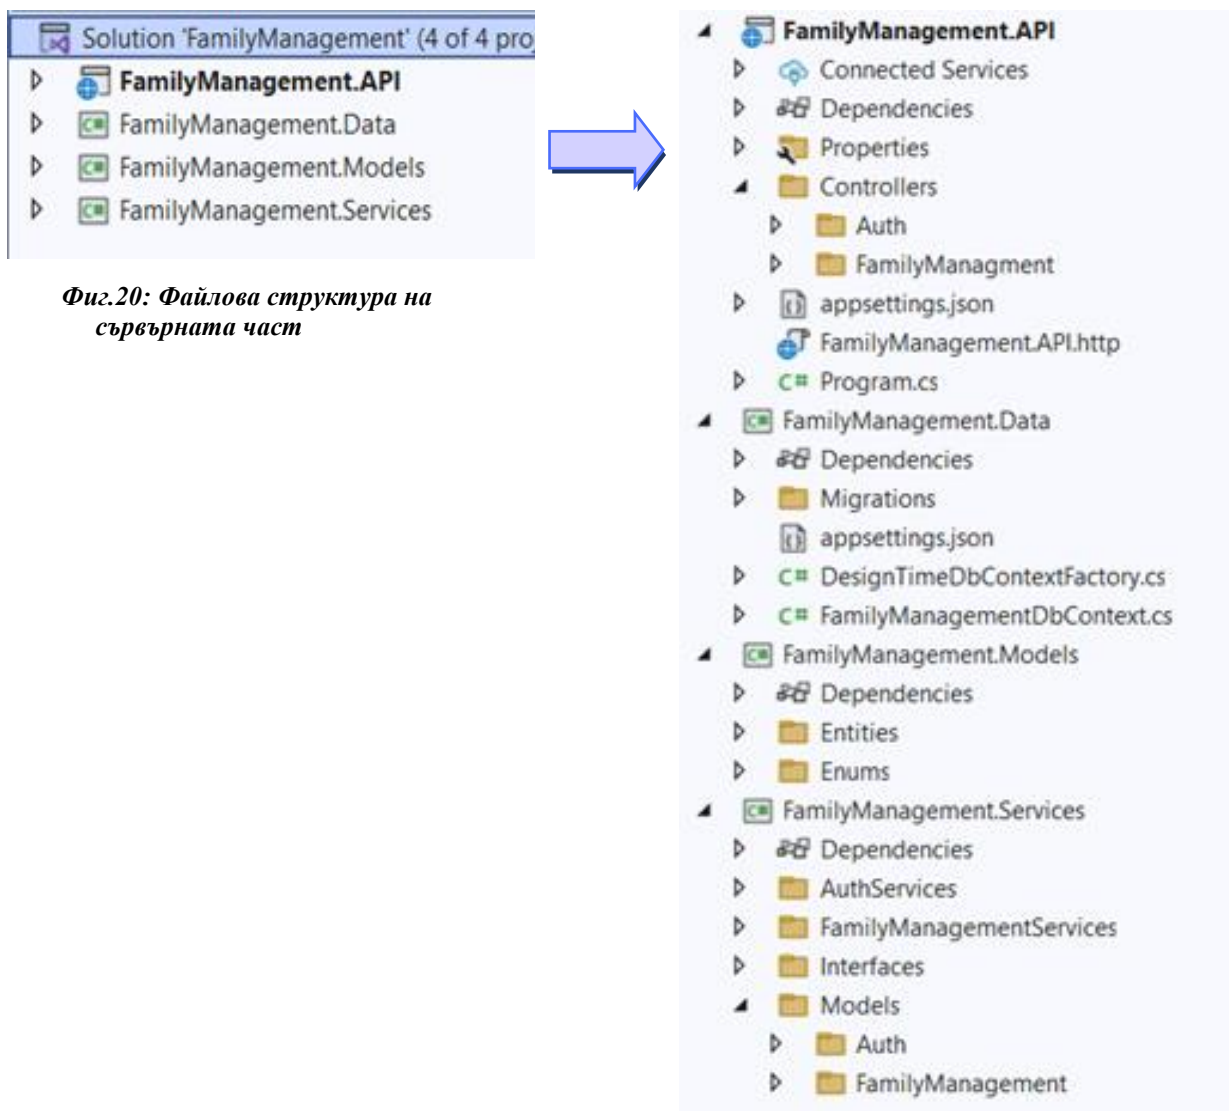 Solution 'FamilyManagement' (4 of 4 pro
FamilyManagement.API
FamilyManagement.Data
FamilyManagement.Models
FamilyManagement.Services
Фиг.20: Файлова структура на
сървърната част
FamilyManagement.API
Connected Services
Dependencies
Properties
Controllers
Auth
FamilyManagment
appsettings.json
FamilyManagement.API.http
C# Program.cs
FamilyManagement.Data
Dependencies
Migrations
appsettings.json
C# DesignTimeDbContextFactory.cs
C# FamilyManagementDbContext.cs
FamilyManagement.Models
Dependencies
Entities
Enums
FamilyManagement.Services
Dependencies
AuthServices
FamilyManagementServices
Interfaces
Models
Auth
FamilyManagement